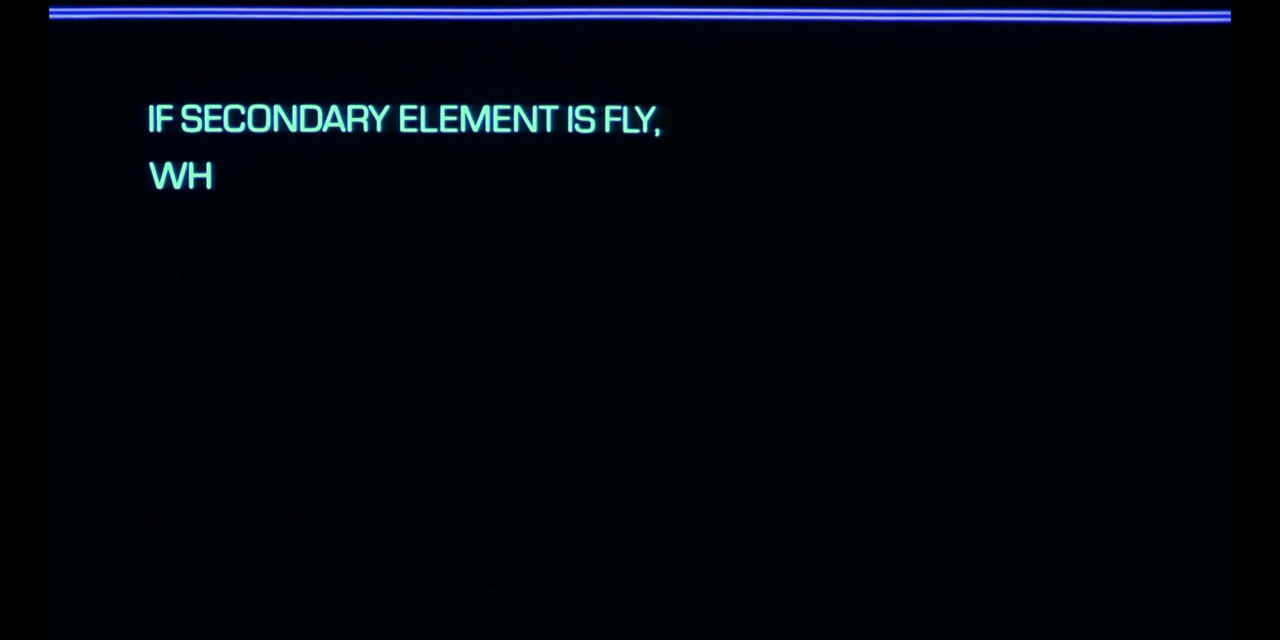 IF SECONDARY ELEMENT IS FLY,
WH